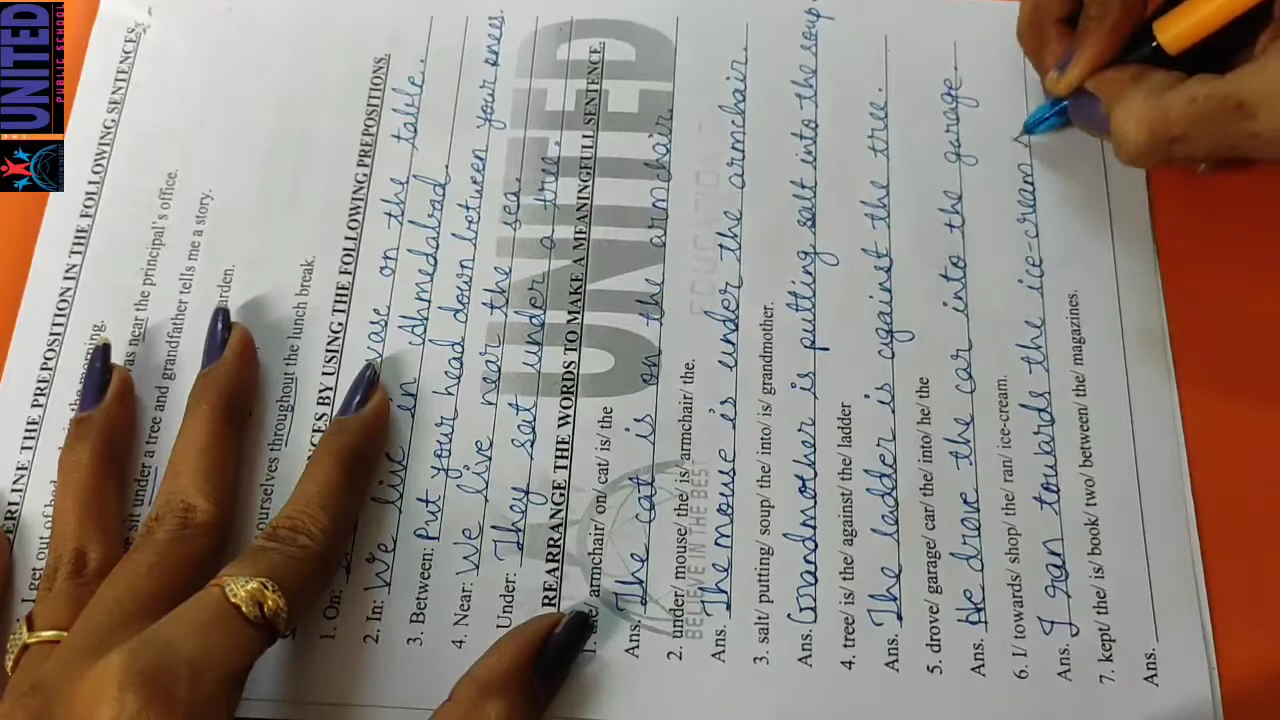 UNITED
PUBLIC SCHOOL
THE PREPOSITION IN THE FOLLOWING SENTENCES.
I get out of bed the morning.
was near the principal's office.
sit under a tree and grandfather tells me a story.
ourselves throughout the lunch break.
BY USING THE FOLLOWING PREPOSITIONS
1. On: vase on the table.
2. In: We live in Ahmedabad.
3. Between: Put your head down between your knees.
4. Near: We live near the sea.
Under: They sat under a tree.
REARRANGE THE WORDS TO MAKE A MEANINGFULL SENTENCE
1. armchair/ on/ cat/ is/ the
Ans. The cat is on the armchair.
2. under/ mouse/ the/ is/ armchair/ the.
Ans. The mouse is under the armchair.
3. salt/ putting/ soup/ the/ into/ is/ grandmother.
Ans. Grandmother is putting salt into the soup.
4. tree/ is/ the/ against/ the/ ladder
Ans. The ladder is against the tree.
5. drove/ garage/ car/ the/ into/ he/ the
Ans. He drove the car into the garage.
6. I/ towards/ shop/ the/ ran/ ice-cream.
Ans. I ran towards the ice-cream
7. kept/ the/ is/ book/ two/ between/ the/ magazines.
Ans.
UNITED
EDUCATION
BELIEVE IN THE BEST